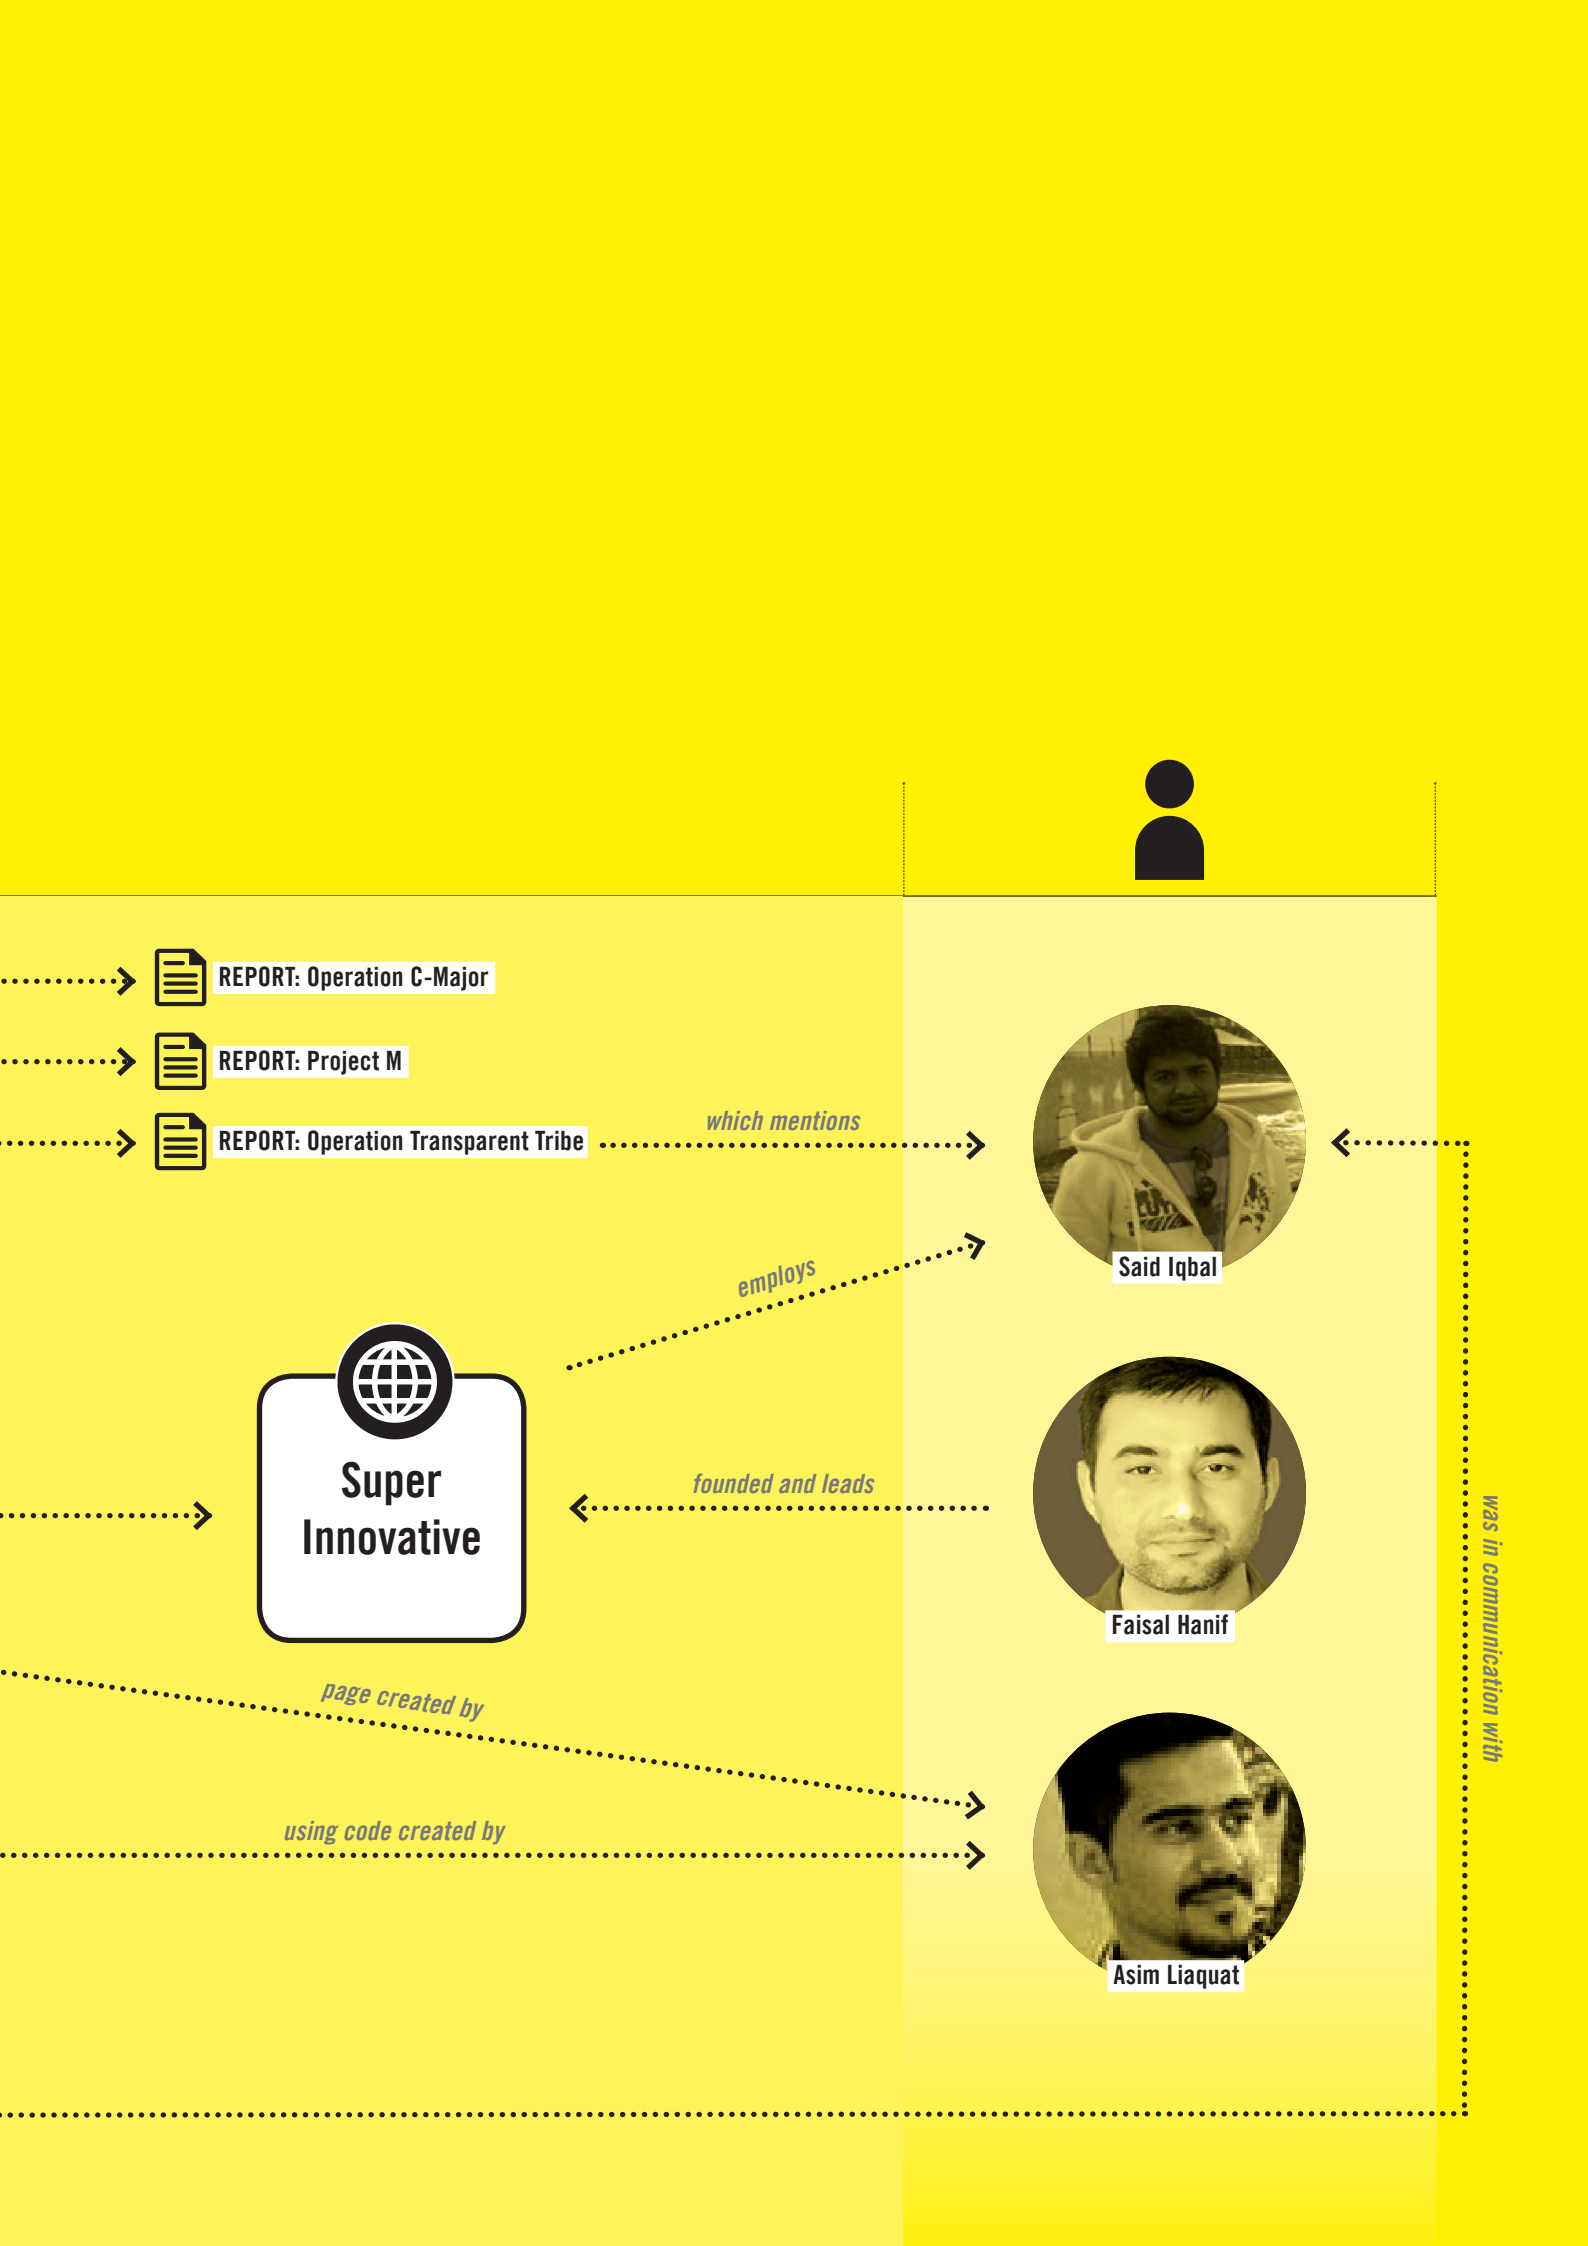 REPORT: Operation C-Major
REPORT: Project M
REPORT: Operation Transparent Tribe
which mentions
Said Iqbal
employs
Super
Innovative
founded and leads
Faisal Hanif
was in communication with
page created by
using code created by
Asim Liaquat